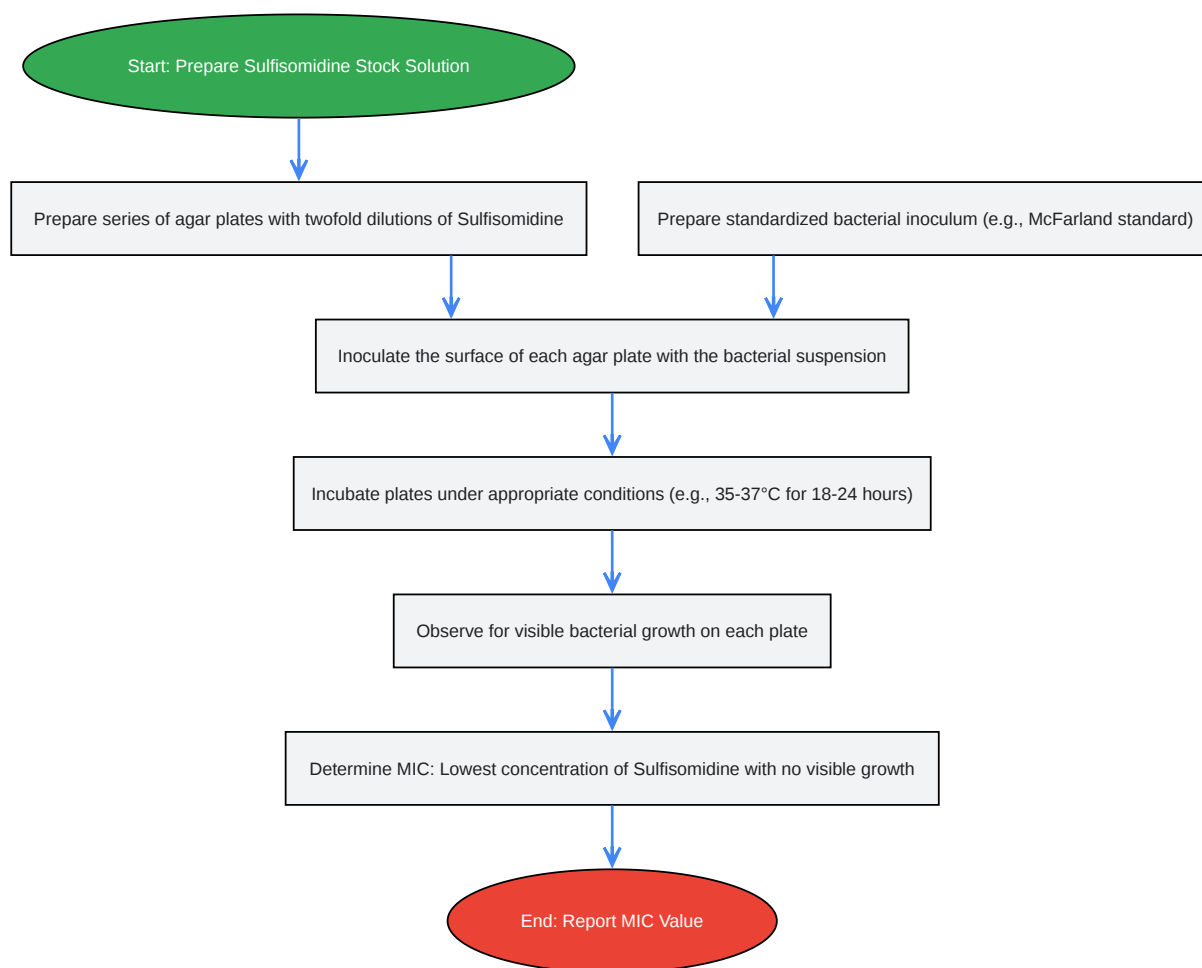 Start: Prepare Sulfisomidine Stock Solution
Prepare series of agar plates with twofold dilutions of Sulfisomidine
Prepare standardized bacterial inoculum (e.g., McFarland standard)
Inoculate the surface of each agar plate with the bacterial suspension
Incubate plates under appropriate conditions (e.g., 35-37°C for 18-24 hours)
Observe for visible bacterial growth on each plate
Determine MIC: Lowest concentration of Sulfisomidine with no visible growth
End: Report MIC Value